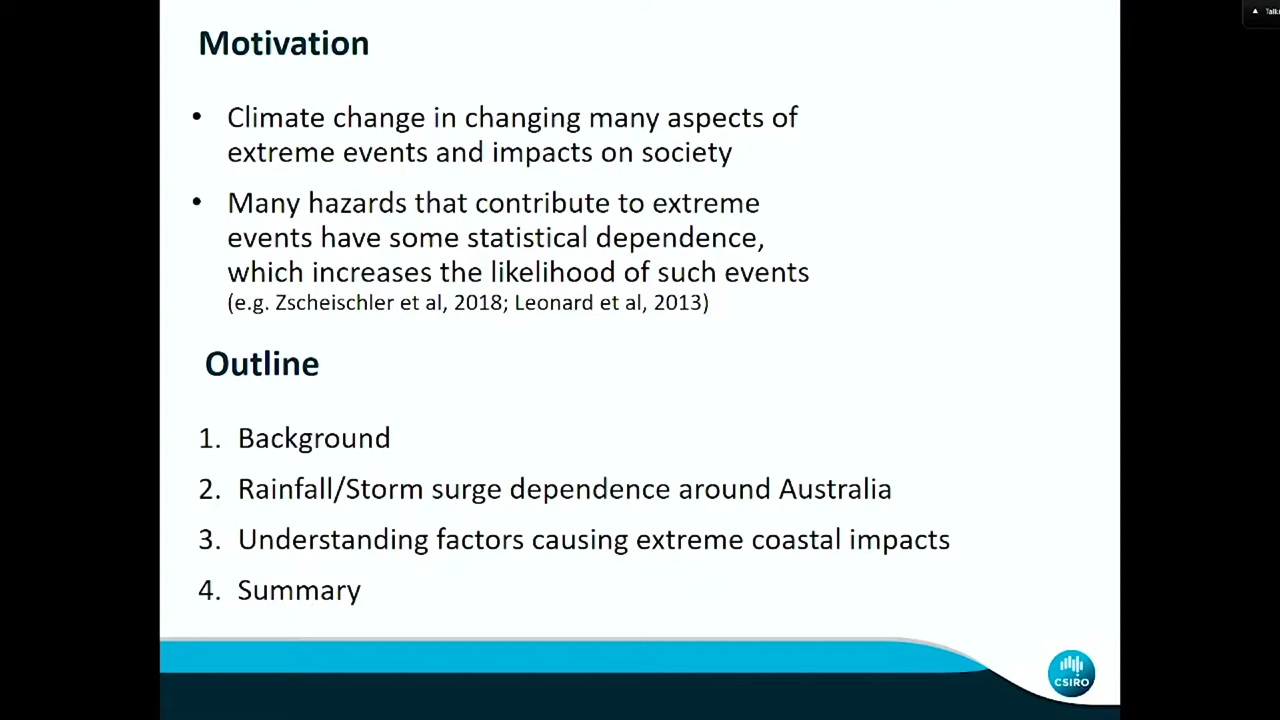 Motivation
• Climate change in changing many aspects of
extreme events and impacts on society
• Many hazards that contribute to extreme
events have some statistical dependence,
which increases the likelihood of such events
(e.g. Zscheischler et al, 2018; Leonard et al, 2013)
Outline
1. Background
2. Rainfall/Storm surge dependence around Australia
3. Understanding factors causing extreme coastal impacts
4. Summary
CSIRO